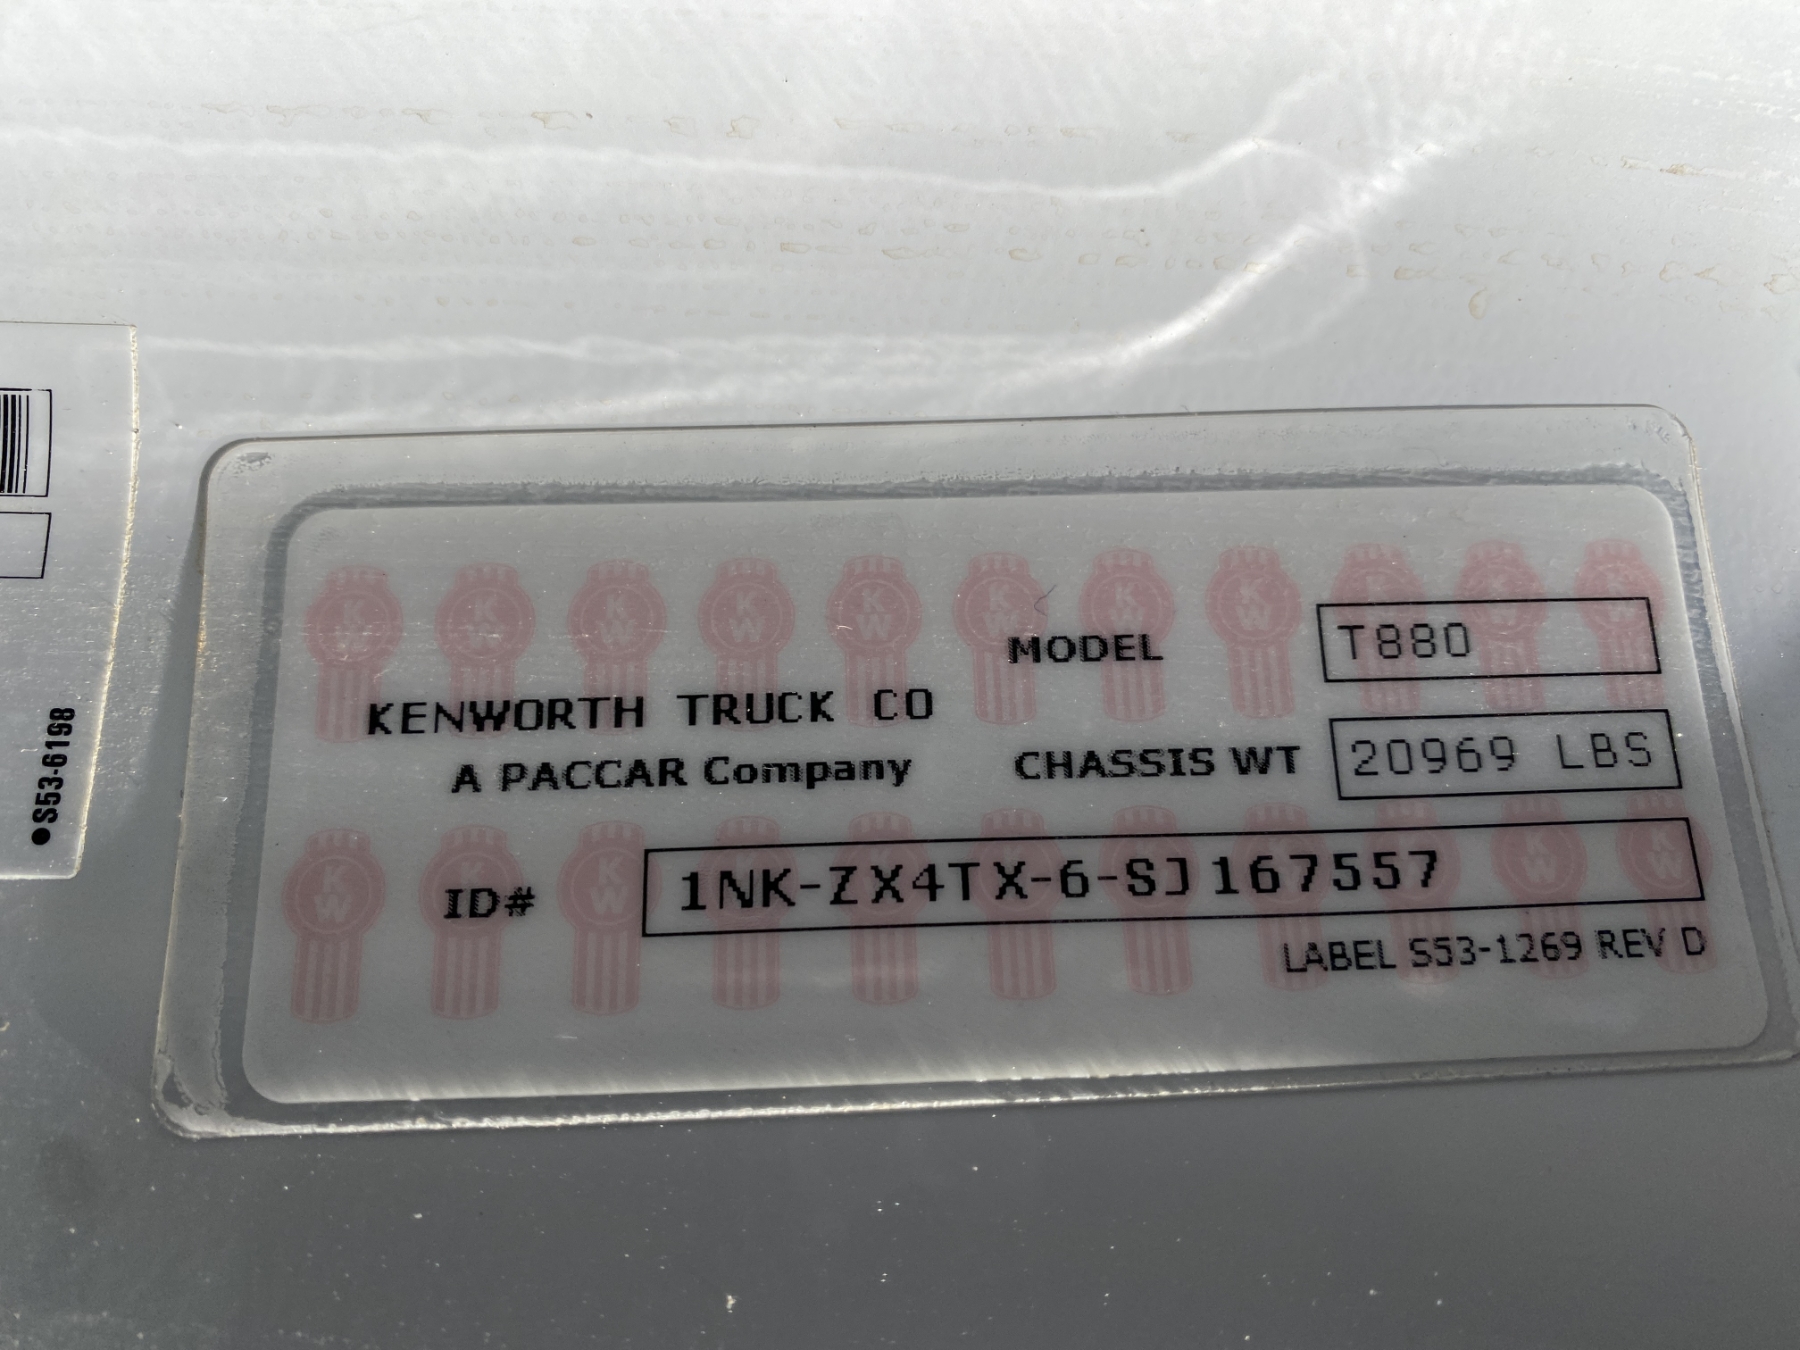 MODEL T880
KENWORTH TRUCK CO
A PACCAR Company
CHASSIS WT 20969 LBS
ID# 1NK-ZX4TX-6-SJ167557
LABEL S53-1269 REV D
●S53-6198